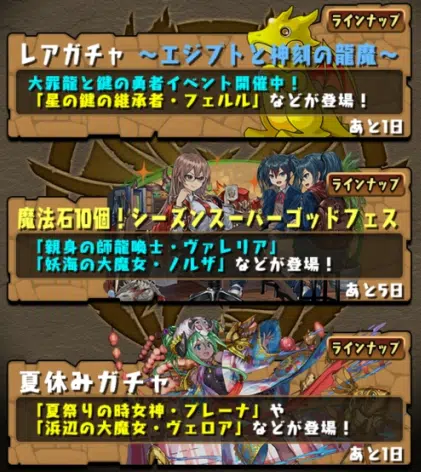 ラインナップ
レアガチャ ～エジプトと神刻の龍魔～
大罪龍と鍵の勇者イベント開催中！
「星の鍵の継承者・フェルル」などが登場！
あと1日
ラインナップ
魔法石10個！シーズンスーパーゴッドフェス
「親身の師龍喚士・ヴァレリア」
「妖海の大魔女・ノルザ」などが登場！
あと5日
ラインナップ
夏休みガチャ
「夏祭りの時女神・ブレーナ」や
「浜辺の大魔女・ヴェロア」などが登場！
あと1日